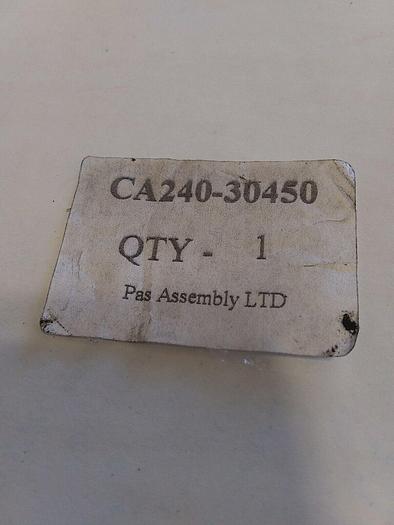 CA240-30450
QTY - 1
Pas Assembly LTD